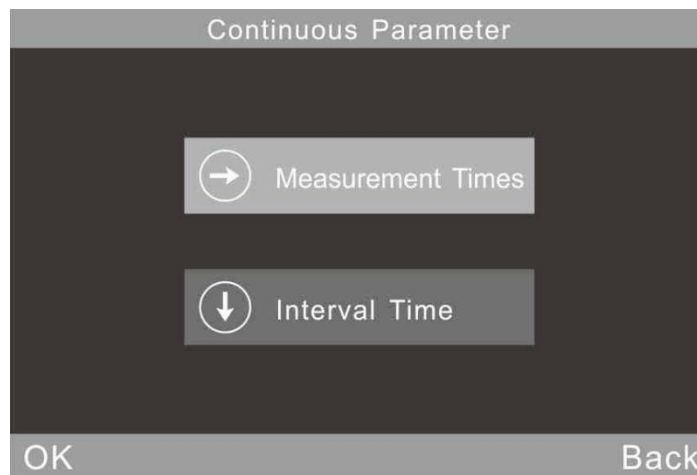 Continuous Parameter
Measurement Times
Interval Time
OK
Back